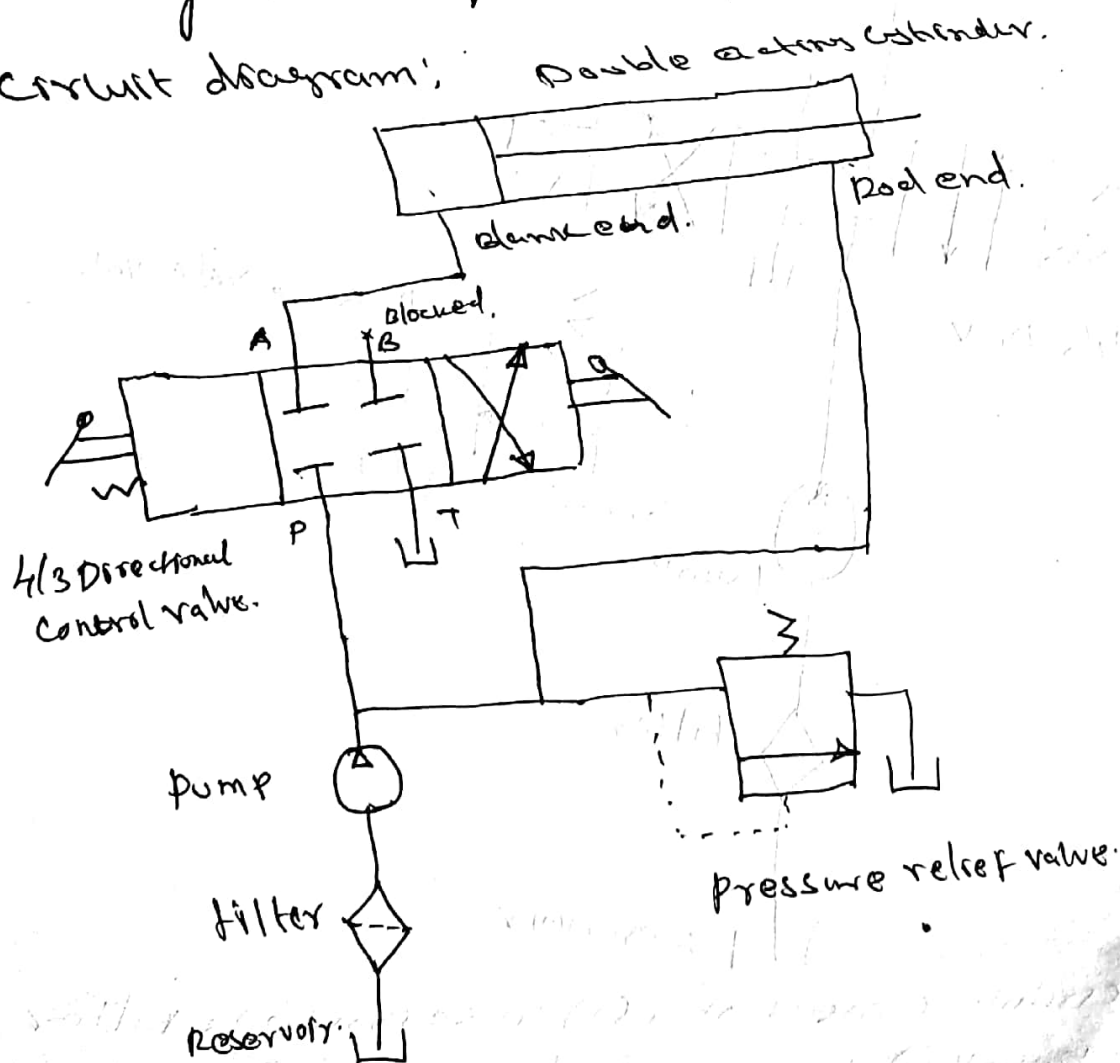 Circuit diagram;
Double acting cylinder.
Rod end.
Blank end.
Blocked.
A
B
P
T
4/3 Directional
Control valve.
Pump
Pressure relief valve.
filter
Reservoir.